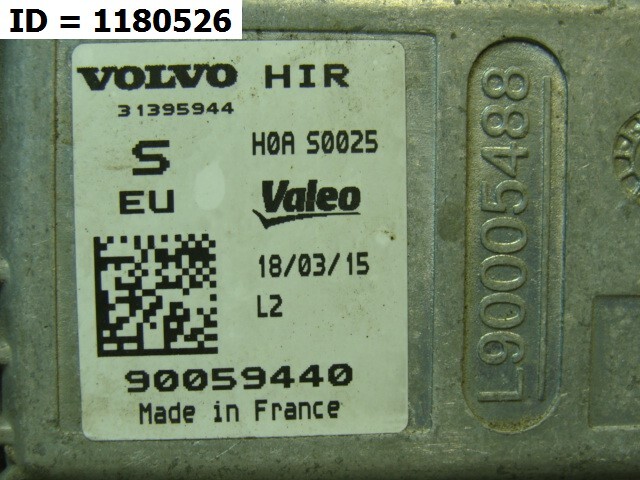 ID = 1180526
VOLVO HIR
31395944
S
H0A S0025
EU
Valeo
18/03/15
L2
90059440
Made in France
L90005488